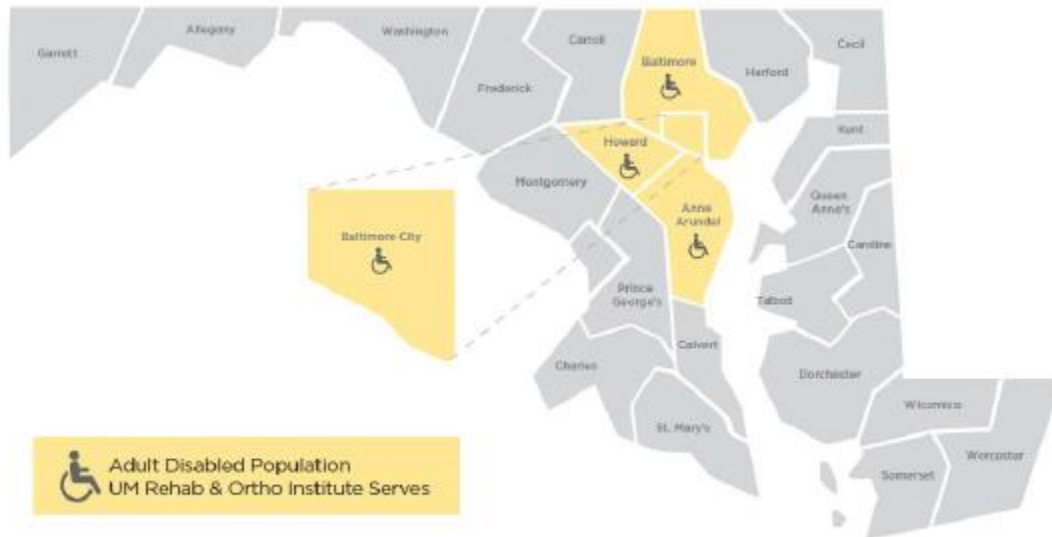 Garrett
Allegany
Washington
Frederick
Carroll
Baltimore
Harford
Cecil
Kent
Howard
Montgomery
Queen
Anne's
Anne
Arundel
Caroline
Baltimore City
Prince
George's
Talbott
Calvert
Charles
Dorchester
St. Mary's
Wicomico
Worcester
Somerset
Adult Disabled Population
UM Rehab & Ortho Institute Serves